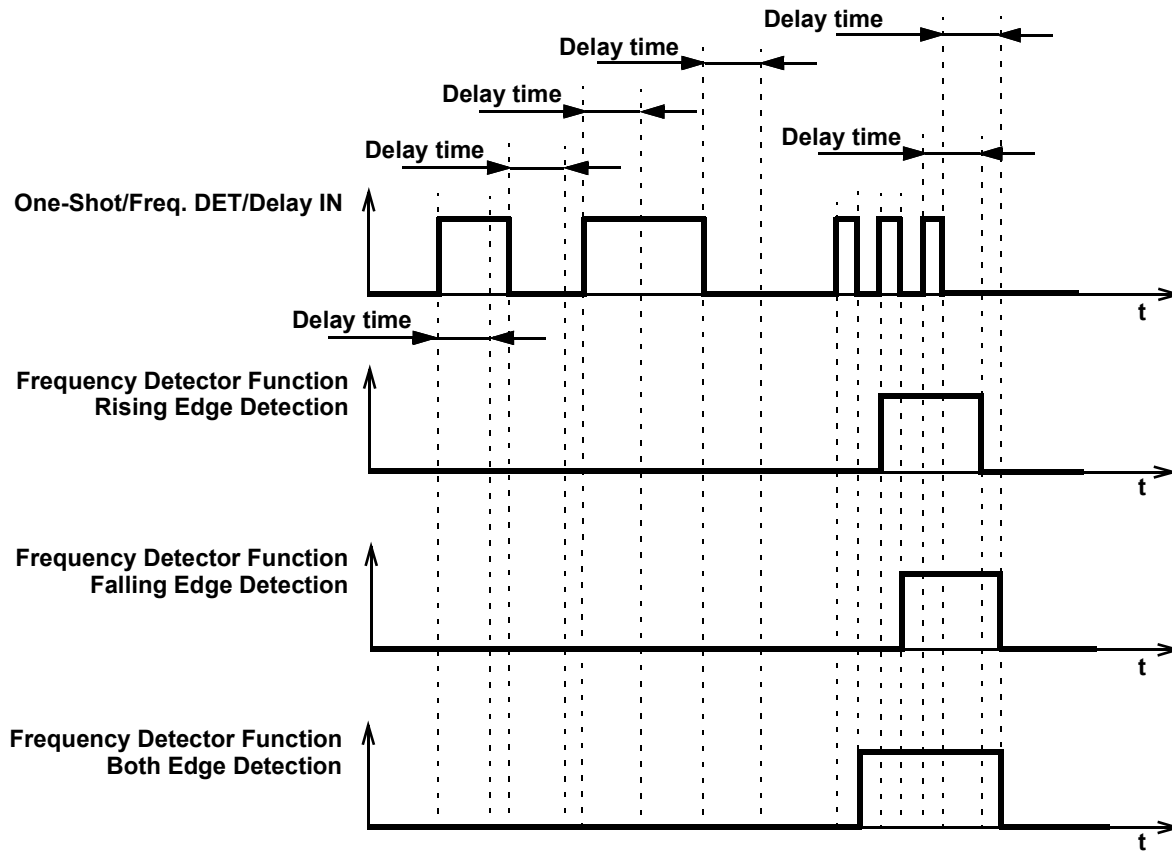 Delay time
Delay time
Delay time
Delay time
Delay time
One-Shot/Freq. DET/Delay IN
t
Delay time
Frequency Detector Function
Rising Edge Detection
t
Frequency Detector Function
Falling Edge Detection
t
Frequency Detector Function
Both Edge Detection
t